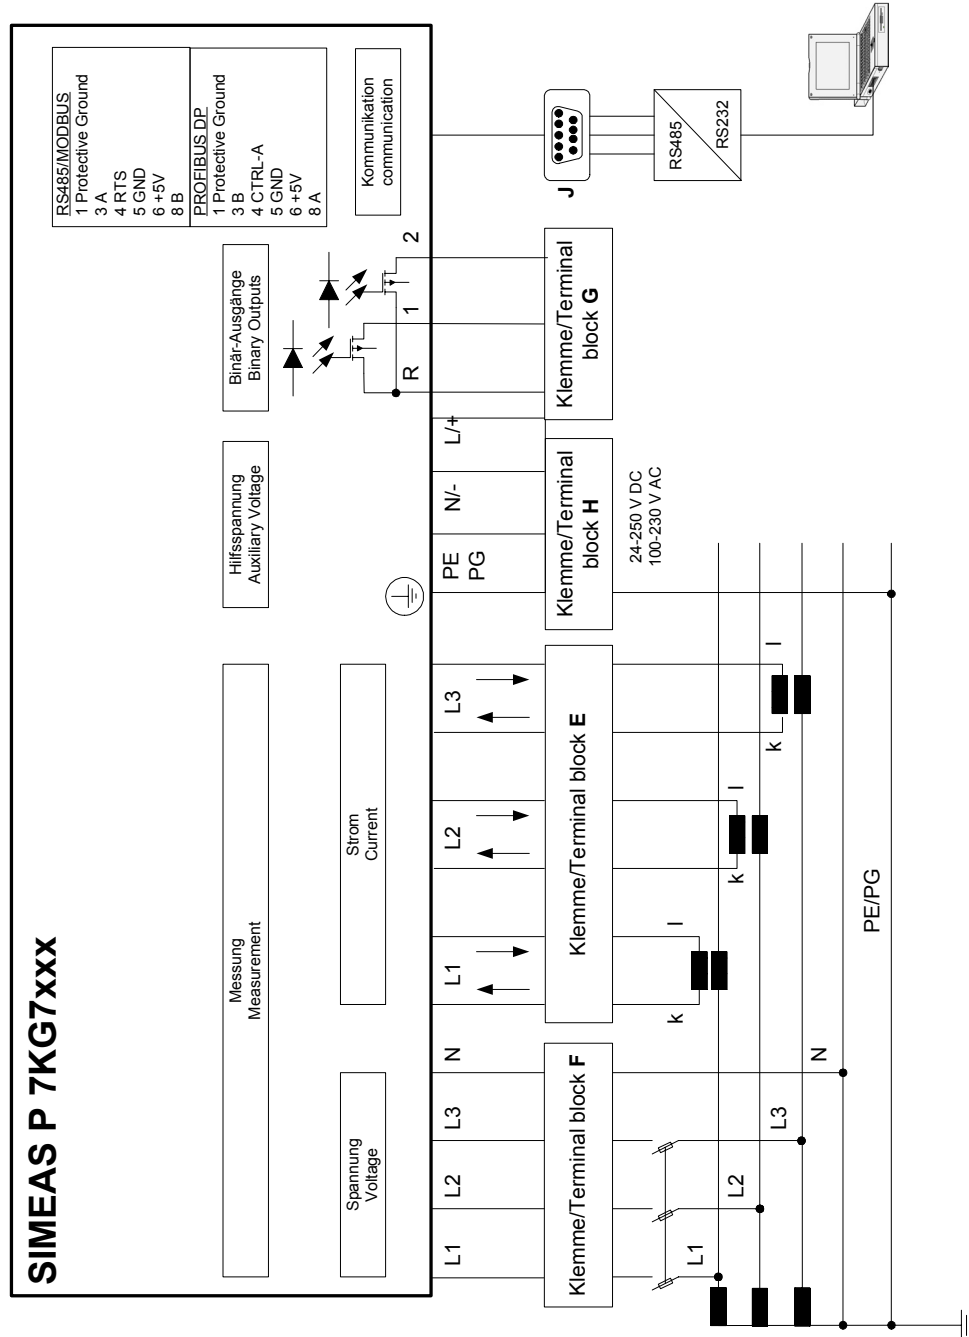 SIMEAS P 7KG7xxx
Messung
Measurement
Spannung
Voltage
Strom
Current
Hilfsspannung
Auxiliary Voltage
Binär-Ausgänge
Binary Outputs
RS485/MODBUS
1 Protective Ground
3 A
4 RTS
5 GND
6 +5V
8 B
PROFIBUS DP
1 Protective Ground
3 B
4 CTRL-A
5 GND
6 +5V
8 A
Kommunikation
communication
L1
L2
L3
N
L1
L2
L3
PE
PG
N/-
L/+
R
1
2
Klemme/Terminal block F
Klemme/Terminal block E
Klemme/Terminal
block H
Klemme/Terminal
block G
J
RS485
RS232
24-250 V DC
100-230 V AC
k
l
k
l
k
l
L1
L2
L3
N
PE/PG